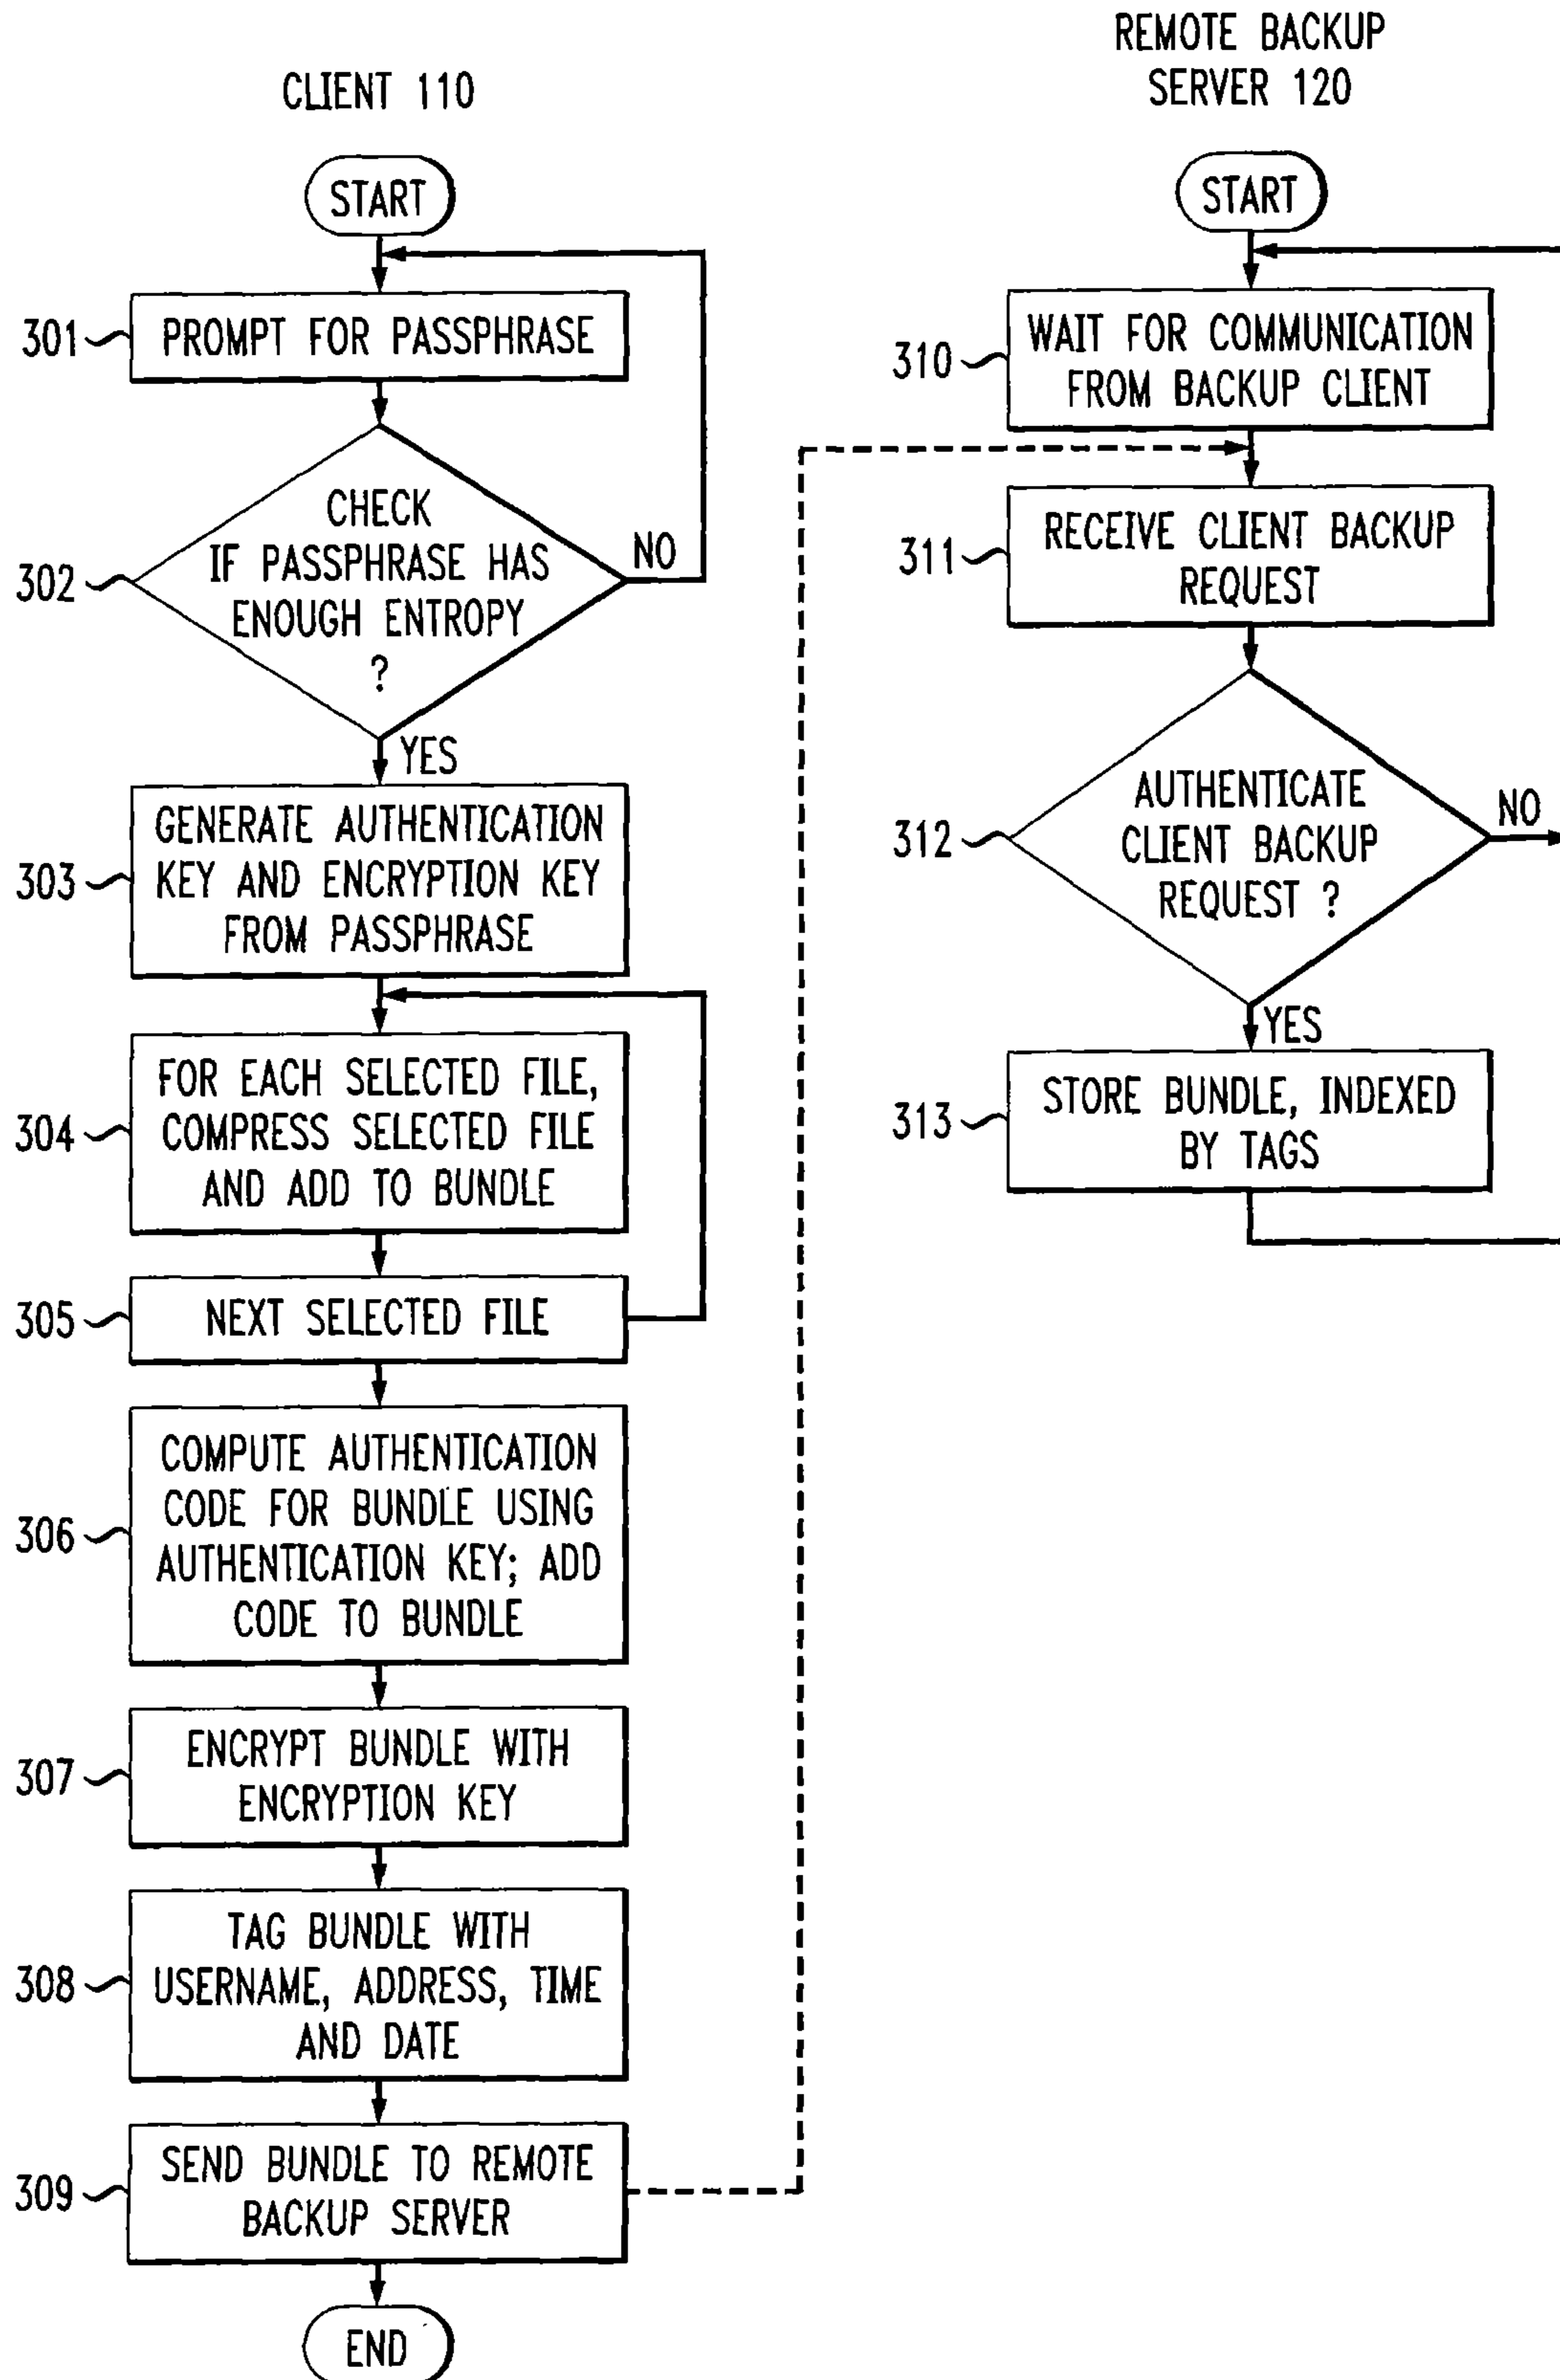 CLIENT 110
START
301
PROMPT FOR PASSPHRASE
302
CHECK
IF PASSPHRASE HAS
ENOUGH ENTROPY
?
NO
YES
303
GENERATE AUTHENTICATION
KEY AND ENCRYPTION KEY
FROM PASSPHRASE
304
FOR EACH SELECTED FILE,
COMPRESS SELECTED FILE
AND ADD TO BUNDLE
305
NEXT SELECTED FILE
306
COMPUTE AUTHENTICATION
CODE FOR BUNDLE USING
AUTHENTICATION KEY; ADD
CODE TO BUNDLE
307
ENCRYPT BUNDLE WITH
ENCRYPTION KEY
308
TAG BUNDLE WITH
USERNAME, ADDRESS, TIME
AND DATE
309
SEND BUNDLE TO REMOTE
BACKUP SERVER
END
REMOTE BACKUP
SERVER 120
START
310
WAIT FOR COMMUNICATION
FROM BACKUP CLIENT
311
RECEIVE CLIENT BACKUP
REQUEST
312
AUTHENTICATE
CLIENT BACKUP
REQUEST ?
NO
YES
313
STORE BUNDLE, INDEXED
BY TAGS